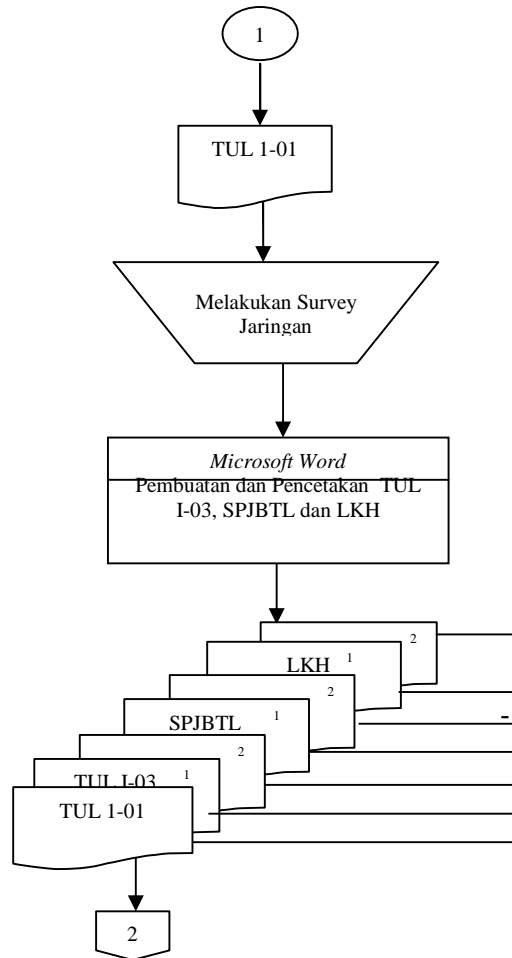 1
TUL 1-01
Melakukan Survey
Jaringan
Microsoft Word
Pembuatan dan Pencetakan TUL
I-03, SPJBTL dan LKH
2
LKH 1
2
SPJBTL 1
2
TUL I-03 1
TUL 1-01
2